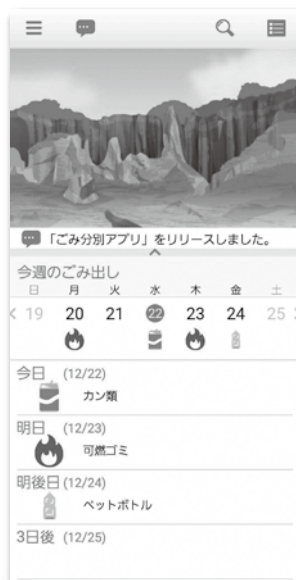 「ごみ分別アプリ」をリリースしました。
今週のごみ出し
日 月 火 水 木 金 土
19 20 21 22 23 24 25
今日 (12/22)
カン類
明日 (12/23)
可燃ゴミ
明後日 (12/24)
ペットボトル
3日後 (12/25)